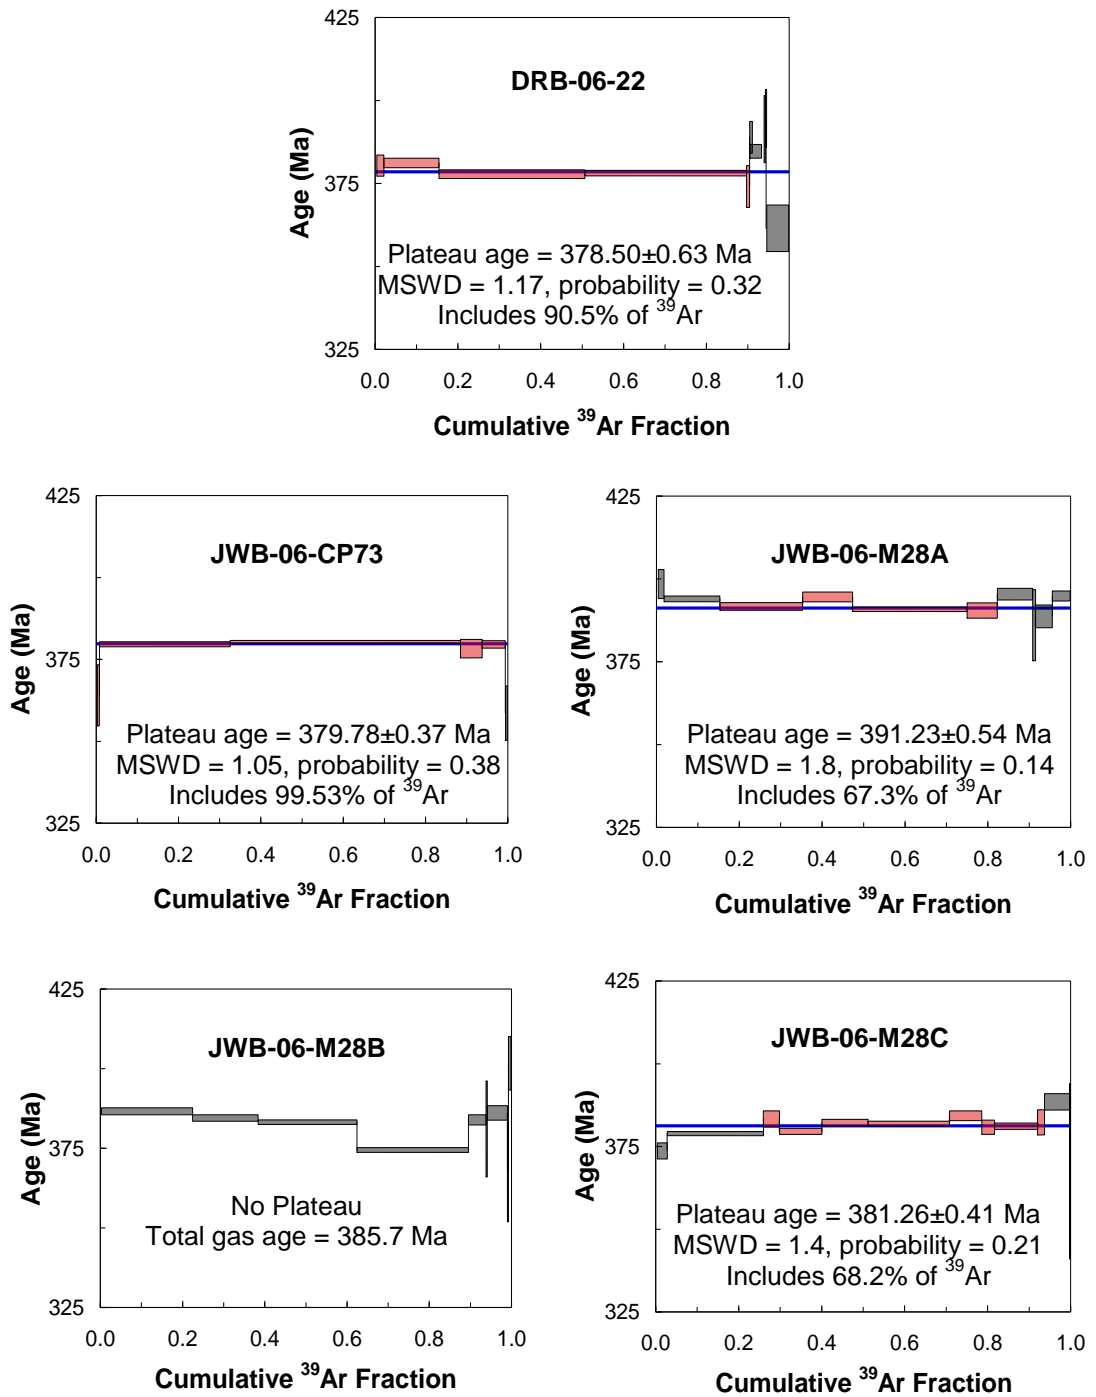 425
DRB-06-22
Age (Ma)
375
Plateau age = 378.50±0.63 Ma
MSWD = 1.17, probability = 0.32
Includes 90.5% of ³⁹Ar
325
0.0 0.2 0.4 0.6 0.8 1.0
Cumulative ³⁹Ar Fraction
425
JWB-06-CP73
Age (Ma)
375
Plateau age = 379.78±0.37 Ma
MSWD = 1.05, probability = 0.38
Includes 99.53% of ³⁹Ar
325
0.0 0.2 0.4 0.6 0.8 1.0
Cumulative ³⁹Ar Fraction
425
JWB-06-M28A
Age (Ma)
375
Plateau age = 391.23±0.54 Ma
MSWD = 1.8, probability = 0.14
Includes 67.3% of ³⁹Ar
325
0.0 0.2 0.4 0.6 0.8 1.0
Cumulative ³⁹Ar Fraction
425
JWB-06-M28B
Age (Ma)
375
No Plateau
Total gas age = 385.7 Ma
325
0.0 0.2 0.4 0.6 0.8 1.0
Cumulative ³⁹Ar Fraction
425
JWB-06-M28C
Age (Ma)
375
Plateau age = 381.26±0.41 Ma
MSWD = 1.4, probability = 0.21
Includes 68.2% of ³⁹Ar
325
0.0 0.2 0.4 0.6 0.8 1.0
Cumulative ³⁹Ar Fraction